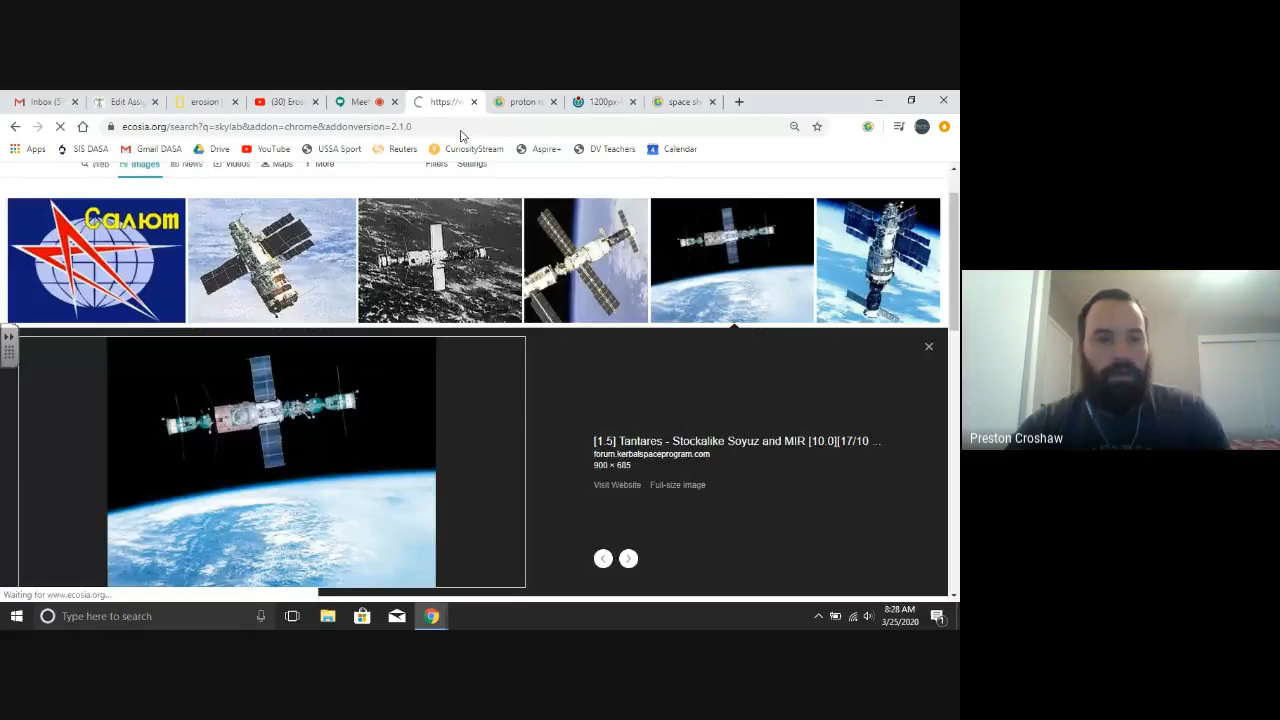 Inbox (5
Edit Assig
erosion
(30) Eros
Meet
https://w
proton ro
1200px-
space sh
ecosia.org/search?q=skylab&addon=chrome&addonversion=2.1.0
Apps
SIS DASA
Gmail DASA
Drive
YouTube
USSA Sport
Reuters
CuriosityStream
Aspire+
DV Teachers
4
Calendar
Web
Images
News
Videos
Maps
More
Filters
Settings
Салют
[1.5] Tantares - Stockalike Soyuz and MIR [10.0][17/10 ...
forum.kerbalspaceprogram.com
900 × 685
Visit Website Full-size image
Preston Croshaw
Waiting for www.ecosia.org...
Type here to search
8:28 AM
3/25/2020
1